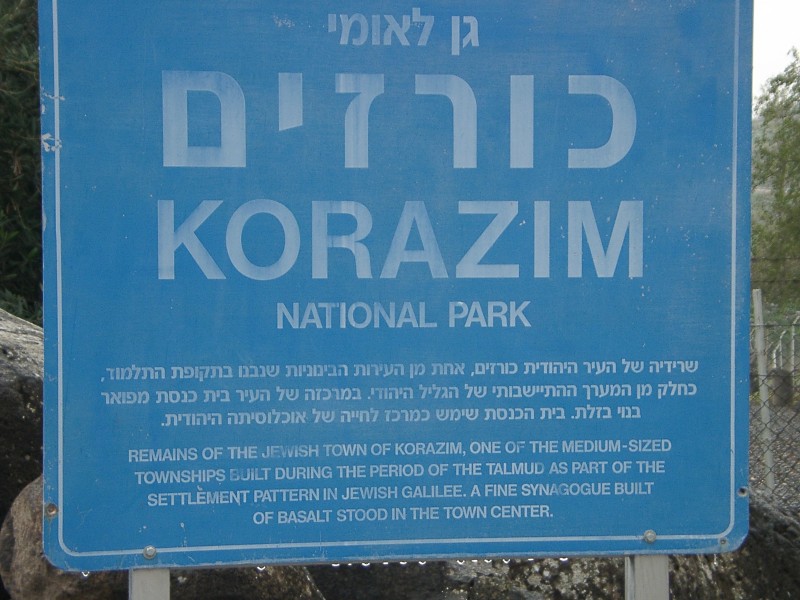 גן לאומי
כורזים
KORAZIM
NATIONAL PARK
שרידיה של העיר היהודית כורזים, אחת מן העירות הבינוניות שנבנו בתקופת התלמוד,
כחלק מן המערך ההתיישבותי של הגליל היהודי. במרכזה של העיר בית כנסת מפואר
בנוי בזלת. בית הכנסת שימש כמרכז לחייה של אוכלוסיתה היהודית.
REMAINS OF THE JEWISH TOWN OF KORAZIM, ONE OF THE MEDIUM-SIZED
TOWNSHIPS BUILT DURING THE PERIOD OF THE TALMUD AS PART OF THE
SETTLEMENT PATTERN IN JEWISH GALILEE. A FINE SYNAGOGUE BUILT
OF BASALT STOOD IN THE TOWN CENTER.